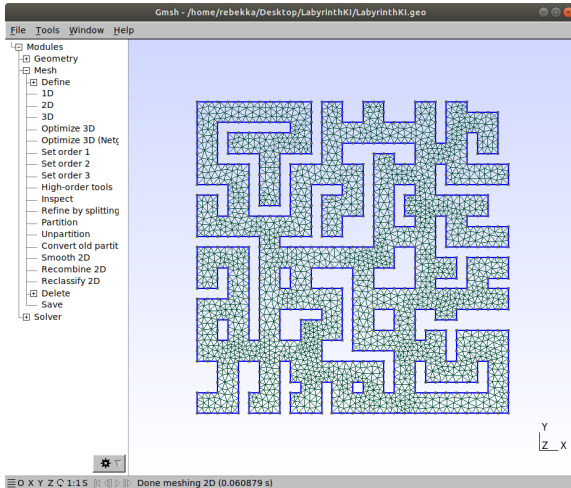 Gmsh - /home/rebekka/Desktop/LabyrinthKI/LabyrinthKI.geo
File Tools Window Help
Modules
Geometry
Mesh
Define
1D
2D
3D
Optimize 3D
Optimize 3D (Netg
Set order 1
Set order 2
Set order 3
High-order tools
Inspect
Refine by splitting
Partition
Unpartition
Convert old partit
Smooth 2D
Recombine 2D
Reclassify 2D
Delete
Save
Solver
Y
Z X
O X Y Z 1:1 S Done meshing 2D (0.060879 s)